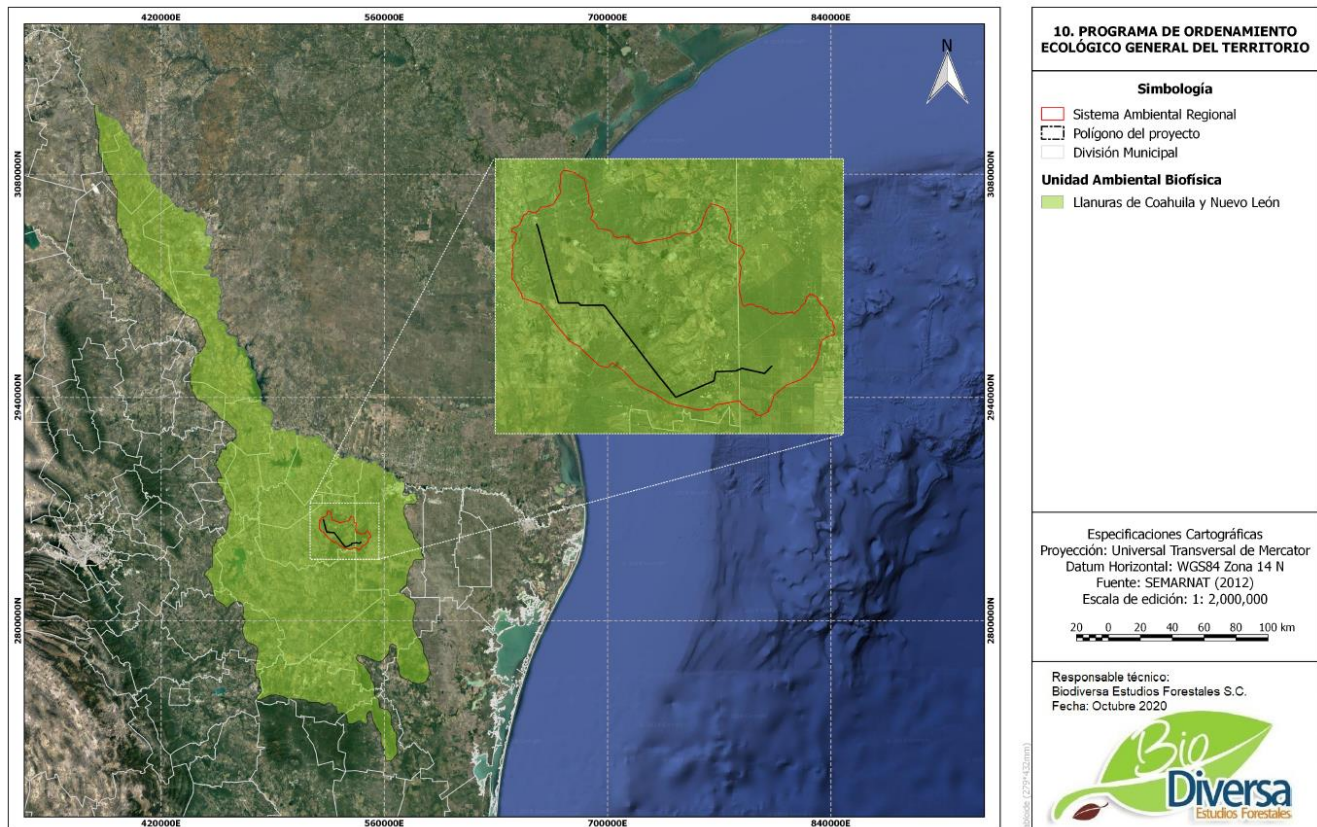 420000E
560000E
700000E
840000E
N
3080000N
3080000N
2940000N
2940000N
2800000N
2800000N
420000E
560000E
700000E
840000E
10. PROGRAMA DE ORDENAMIENTO
ECOLÓGICO GENERAL DEL TERRITORIO
Simbología
Sistema Ambiental Regional
Polígono del proyecto
División Municipal
Unidad Ambiental Biofísica
Llanuras de Coahuila y Nuevo León
Especificaciones Cartográficas
Proyección: Universal Transversal de Mercator
Datum Horizontal: WGS84 Zona 14 N
Fuente: SEMARNAT (2012)
Escala de edición: 1: 2,000,000
20 0 20 40 60 80 100 km
Responsable técnico:
Biodiversa Estudios Forestales S.C.
Fecha: Octubre 2020
Bio
Diversa
Estudios Forestales
(279*432mm)